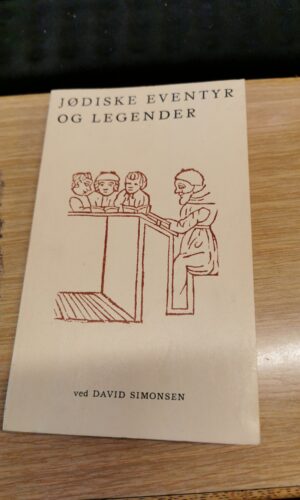 JØDISKE EVENTYR
OG LEGENDER
ved DAVID SIMONSEN